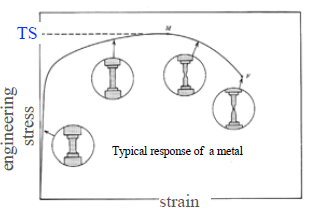 TS
M
F
engineering
stress
Typical response of a metal
strain